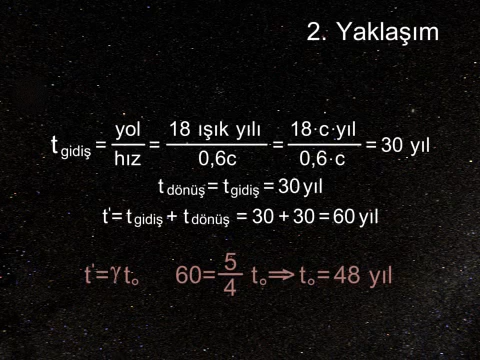 2. Yaklaşım
t gidiş = yol/hız = 18 ışık yılı/0,6c = 18·c·yıl/0,6·c = 30 yıl
t dönüş = t gidiş = 30 yıl
t' = t gidiş + t dönüş = 30 + 30 = 60 yıl
t' = γ t₀ 60 = 5/4 t₀ ⇒ t₀ = 48 yıl